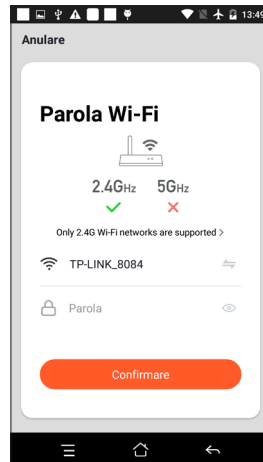 13:49
Anulare
Parola Wi-Fi
2.4GHz 5GHz
Only 2.4G Wi-Fi networks are supported >
TP-LINK_8084
Parola
Confirmare